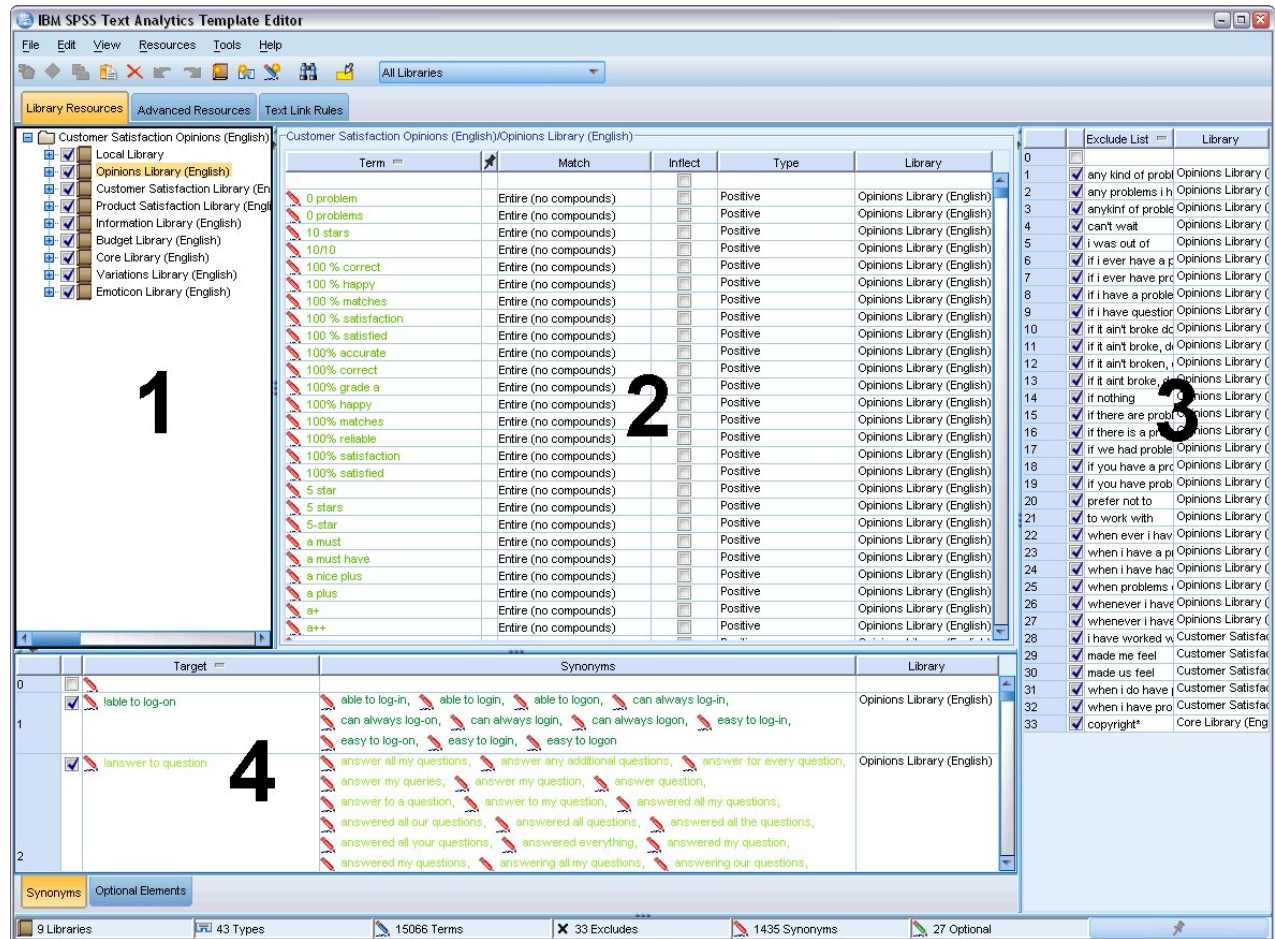 IBM SPSS Text Analytics Template Editor
File Edit View Resources Tools Help
All Libraries
Library Resources Advanced Resources Text Link Rules
Customer Satisfaction Opinions (English)
Local Library
Opinions Library (English)
Customer Satisfaction Library (En
Product Satisfaction Library (Engli
Information Library (English)
Budget Library (English)
Core Library (English)
Variations Library (English)
Emoticon Library (English)
1
Customer Satisfaction Opinions (English)/Opinions Library (English)
Term Match Inflect Type Library
0 problem Entire (no compounds) Positive Opinions Library (English)
0 problems Entire (no compounds) Positive Opinions Library (English)
10 stars Entire (no compounds) Positive Opinions Library (English)
10/10 Entire (no compounds) Positive Opinions Library (English)
100 % correct Entire (no compounds) Positive Opinions Library (English)
100 % happy Entire (no compounds) Positive Opinions Library (English)
100 % matches Entire (no compounds) Positive Opinions Library (English)
100 % satisfaction Entire (no compounds) Positive Opinions Library (English)
100 % satisfied Entire (no compounds) Positive Opinions Library (English)
100% accurate Entire (no compounds) Positive Opinions Library (English)
100% correct Entire (no compounds) Positive Opinions Library (English)
100% grade a Entire (no compounds) Positive Opinions Library (English)
100% happy Entire (no compounds) Positive Opinions Library (English)
100% matches Entire (no compounds) Positive Opinions Library (English)
100% reliable Entire (no compounds) Positive Opinions Library (English)
100% satisfaction Entire (no compounds) Positive Opinions Library (English)
100% satisfied Entire (no compounds) Positive Opinions Library (English)
5 star Entire (no compounds) Positive Opinions Library (English)
5 stars Entire (no compounds) Positive Opinions Library (English)
5-star Entire (no compounds) Positive Opinions Library (English)
a must Entire (no compounds) Positive Opinions Library (English)
a must have Entire (no compounds) Positive Opinions Library (English)
a nice plus Entire (no compounds) Positive Opinions Library (English)
a plus Entire (no compounds) Positive Opinions Library (English)
a+ Entire (no compounds) Positive Opinions Library (English)
a++ Entire (no compounds) Positive Opinions Library (English)
2
Exclude List Library
0
1 any kind of probl Opinions Library (
2 any problems i h Opinions Library (
3 anykinf of proble Opinions Library (
4 can't wait Opinions Library (
5 i was out of Opinions Library (
6 if i ever have a p Opinions Library (
7 if i ever have pro Opinions Library (
8 if i have a proble Opinions Library (
9 if i have question Opinions Library (
10 if it ain't broke do Opinions Library (
11 if it ain't broke, d Opinions Library (
12 if it ain't broken, Opinions Library (
13 if it aint broke, d Opinions Library (
14 if nothing Opinions Library (
15 if there are prob Opinions Library (
16 if there is a Opinions Library (
17 if we had proble Opinions Library (
18 if you have a pro Opinions Library (
19 if you have prob Opinions Library (
20 prefer not to Opinions Library (
21 to work with Opinions Library (
22 when ever i hav Opinions Library (
23 when i have a p Opinions Library (
24 when i have had Opinions Library (
25 when problems Opinions Library (
26 whenever i have Opinions Library (
27 whenever i have Opinions Library (
28 i have worked w Customer Satisfa
29 made me feel Customer Satisfa
30 made us feel Customer Satisfa
31 when i do have Customer Satisfa
32 when i have pro Customer Satisfa
33 copyright* Core Library (Eng
3
Target Synonyms Library
0
1 !able to log-on able to log-in, able to login, able to logon, can always log-in, Opinions Library (English)
can always log-on, can always login, can always logon, easy to log-in,
easy to log-on, easy to login, easy to logon
2 !answer to question answer all my questions, answer any additional questions, answer for every question, Opinions Library (English)
answer my queries, answer my question, answer question,
answer to a question, answer to my question, answered all my questions,
answered all our questions, answered all questions, answered all the questions,
answered all your questions, answered everything, answered my question,
answered my questions, answering all my questions, answering our questions,
4
Synonyms Optional Elements
9 Libraries 43 Types 15066 Terms 33 Excludes 1435 Synonyms 27 Optional